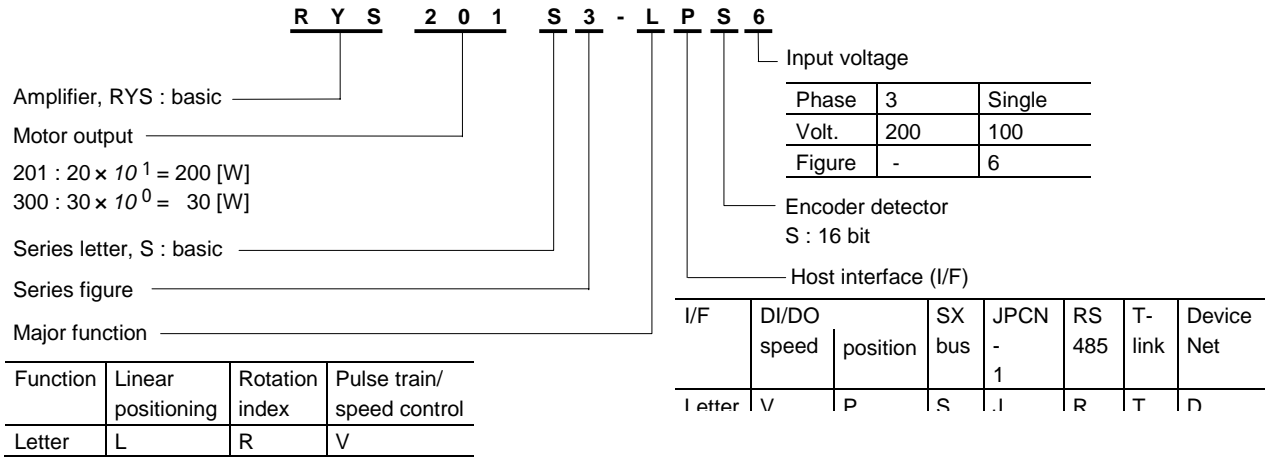 R Y S 2 0 1 S 3 - L P S 6
Input voltage
Phase 3 Single
Volt. 200 100
Figure - 6
Amplifier, RYS : basic
Motor output
201 : 20 × 10 1 = 200 [W]
300 : 30 × 10 0 = 30 [W]
Encoder detector
S : 16 bit
Series letter, S : basic
Host interface (I/F)
Series figure
Major function
I/F DI/DO SX JPCN RS T- Device
speed position bus - 485 link Net
1
Letter V P S J R T D
Function Linear Rotation Pulse train/
positioning index speed control
Letter L R V